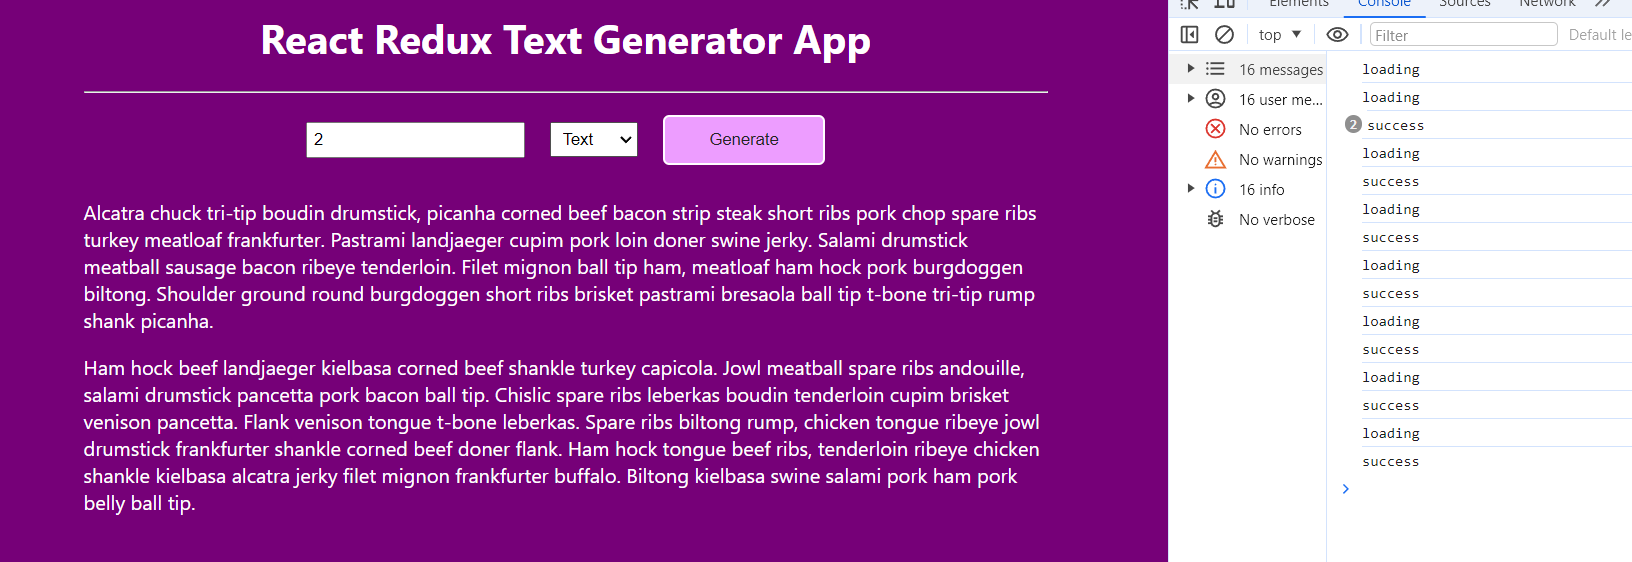 React Redux Text Generator App
2
Text
Generate
Alcatra chuck tri-tip boudin drumstick, picanha corned beef bacon strip steak short ribs pork chop spare ribs
turkey meatloaf frankfurter. Pastrami landjaeger cupim pork loin doner swine jerky. Salami drumstick
meatball sausage bacon ribeye tenderloin. Filet mignon ball tip ham, meatloaf ham hock pork burgdoggen
biltong. Shoulder ground round burgdoggen short ribs brisket pastrami bresaola ball tip t-bone tri-tip rump
shank picanha.
Ham hock beef landjaeger kielbasa corned beef shankle turkey capicola. Jowl meatball spare ribs andouille,
salami drumstick pancetta pork bacon ball tip. Chislic spare ribs leberkas boudin tenderloin cupim brisket
venison pancetta. Flank venison tongue t-bone leberkas. Spare ribs biltong rump, chicken tongue ribeye jowl
drumstick frankfurter shankle corned beef doner flank. Ham hock tongue beef ribs, tenderloin ribeye chicken
shankle kielbasa alcatra jerky filet mignon frankfurter buffalo. Biltong kielbasa swine salami pork ham pork
belly ball tip.
Elements Console Sources Network
top Filter Default le
16 messages
16 user me...
No errors
No warnings
16 info
No verbose
loading
loading
2 success
loading
success
loading
success
loading
success
loading
success
loading
success
loading
success